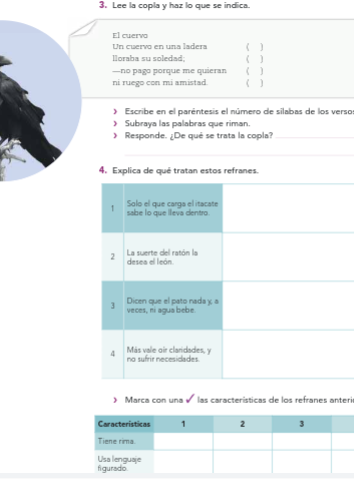 3. Lee la copla y haz lo que se indica.
El cuervo
Un cuervo en una ladera ( )
lloraba su soledad; ( )
—no pago porque me quieran ( )
ni ruego con mi amistad. ( )
› Escribe en el paréntesis el número de sílabas de los versos
› Subraya las palabras que riman.
› Responde. ¿De qué se trata la copla?
4. Explica de qué tratan estos refranes.
1 Solo el que carga el itacate
sabe lo que lleva dentro.
2 La suerte del ratón la
desea el león.
3 Dicen que el pato nada y, a
veces, ni agua bebe.
4 Más vale oír claridades, y
no sufrir necesidades.
› Marca con una ✓ las características de los refranes anteri
Características 1 2 3
Tiene rima.
Usa lenguaje
figurado.